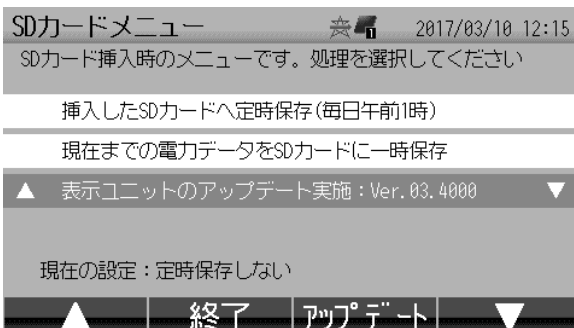 SDカードメニュー 1 2017/03/10 12:15
SDカード挿入時のメニューです。処理を選択してください
挿入したSDカードへ定時保存(毎日午前1時)
現在までの電力データをSDカードに一時保存
▲ 表示ユニットのアップデート実施：Ver.03.4000 ▼
現在の設定：定時保存しない
▲ 終了 アップデート ▼